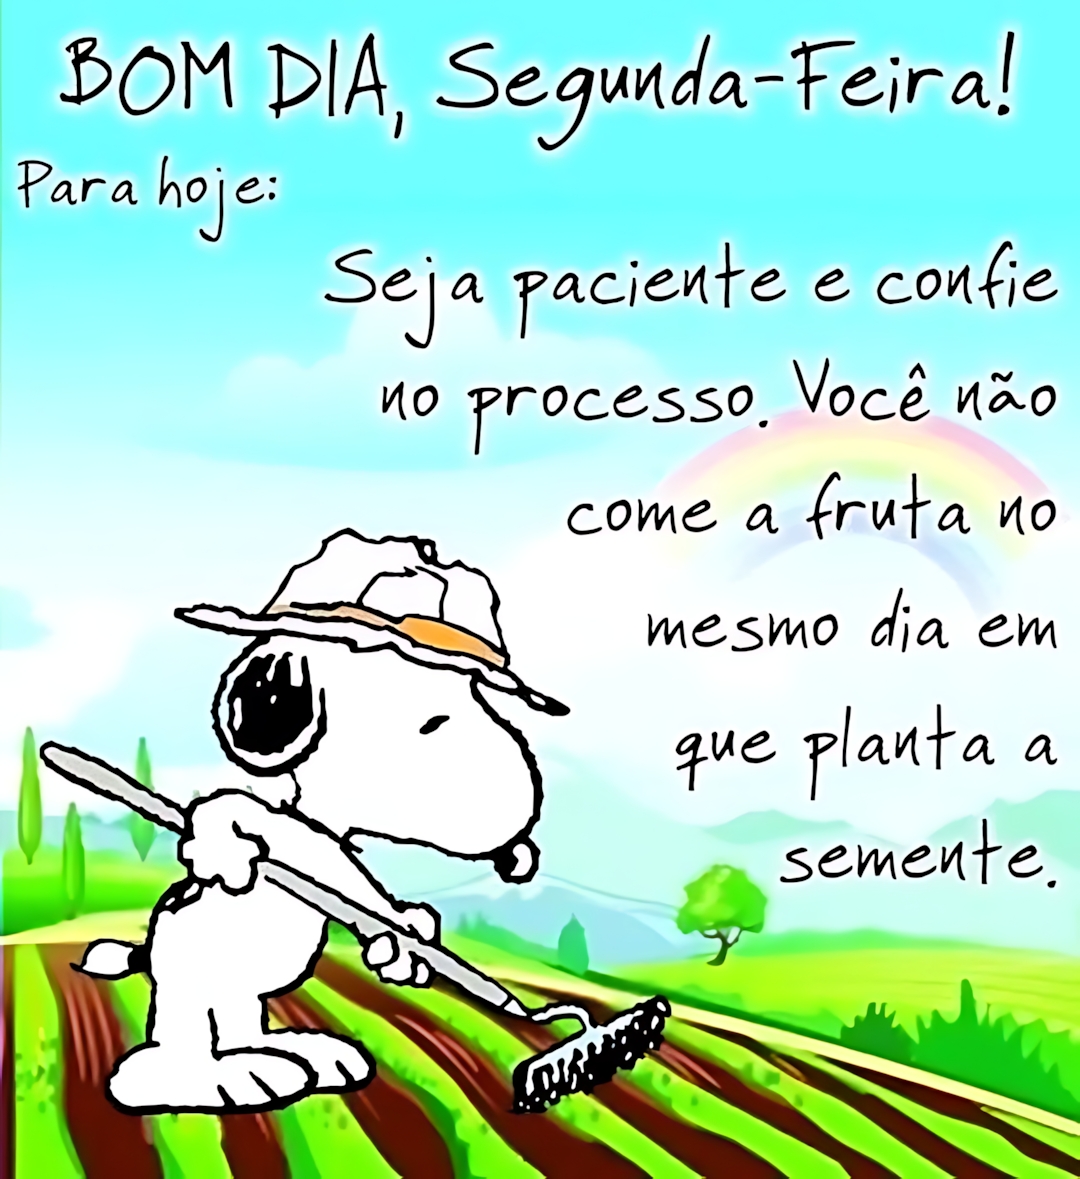 BOM DIA, Segunda-Feira!
Para hoje:
Seja paciente e confie
no processo. Você não
come a fruta no
mesmo dia em
que planta a
semente.